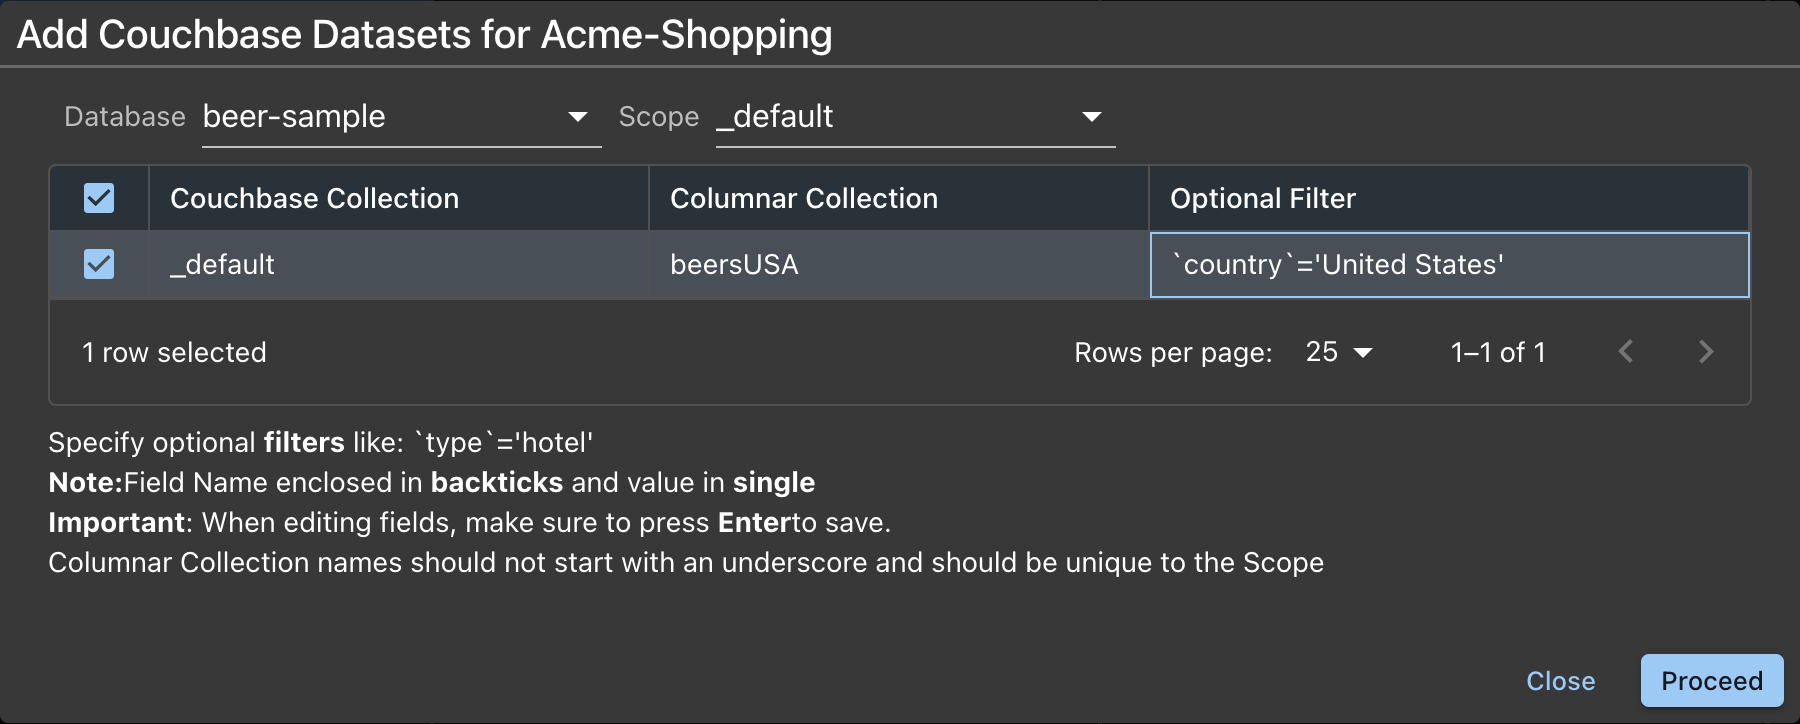 Add Couchbase Datasets for Acme-Shopping
Database beer-sample Scope _default
Couchbase Collection Columnar Collection Optional Filter
_default beersUSA `country`='United States'
1 row selected Rows per page: 25 1–1 of 1
Specify optional filters like: `type`='hotel'
Note:Field Name enclosed in backticks and value in single
Important: When editing fields, make sure to press Enterto save.
Columnar Collection names should not start with an underscore and should be unique to the Scope
Close Proceed